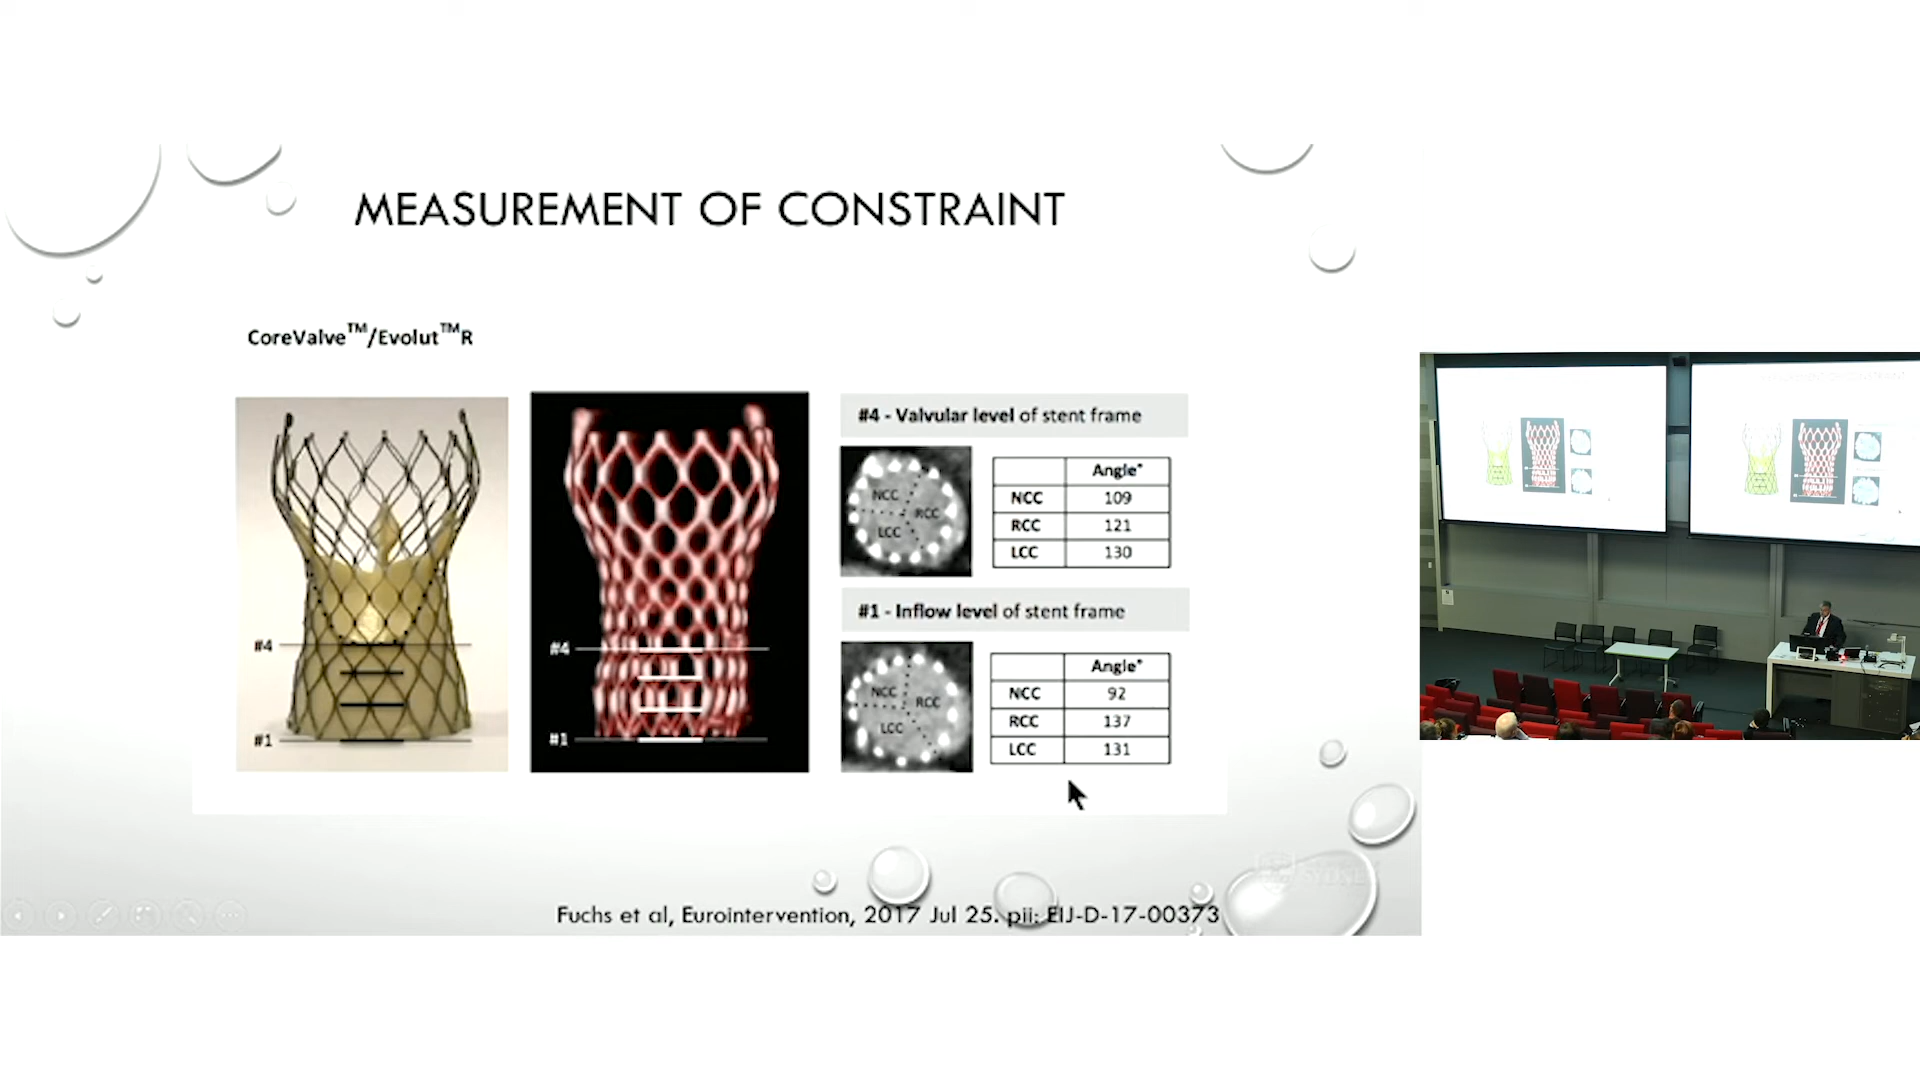 MEASUREMENT OF CONSTRAINT
CoreValve™/Evolut™R
#4
#1
#4
#1
#4 - Valvular level of stent frame
NCC
RCC
LCC
Angle°
NCC 109
RCC 121
LCC 130
#1 - Inflow level of stent frame
NCC
RCC
LCC
Angle°
NCC 92
RCC 137
LCC 131
Fuchs et al, Eurointervention, 2017 Jul 25. pii: EIJ-D-17-00373